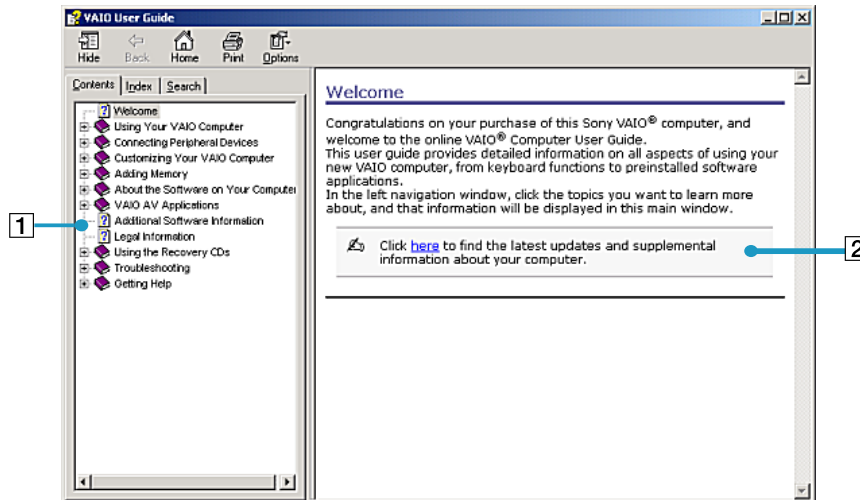 VAIO User Guide
Hide
Back
Home
Print
Options
Contents
Index
Search
Welcome
Using Your VAIO Computer
Connecting Peripheral Devices
Customizing Your VAIO Computer
Adding Memory
About the Software on Your Computer
VAIO AV Applications
Additional Software Information
Legal Information
Using the Recovery CDs
Troubleshooting
Getting Help
1
Welcome
Congratulations on your purchase of this Sony VAIO® computer, and
welcome to the online VAIO® Computer User Guide.
This user guide provides detailed information on all aspects of using your
new VAIO computer, from keyboard functions to preinstalled software
applications.
In the left navigation window, click the topics you want to learn more
about, and that information will be displayed in this main window.
Click here to find the latest updates and supplemental
information about your computer.
2